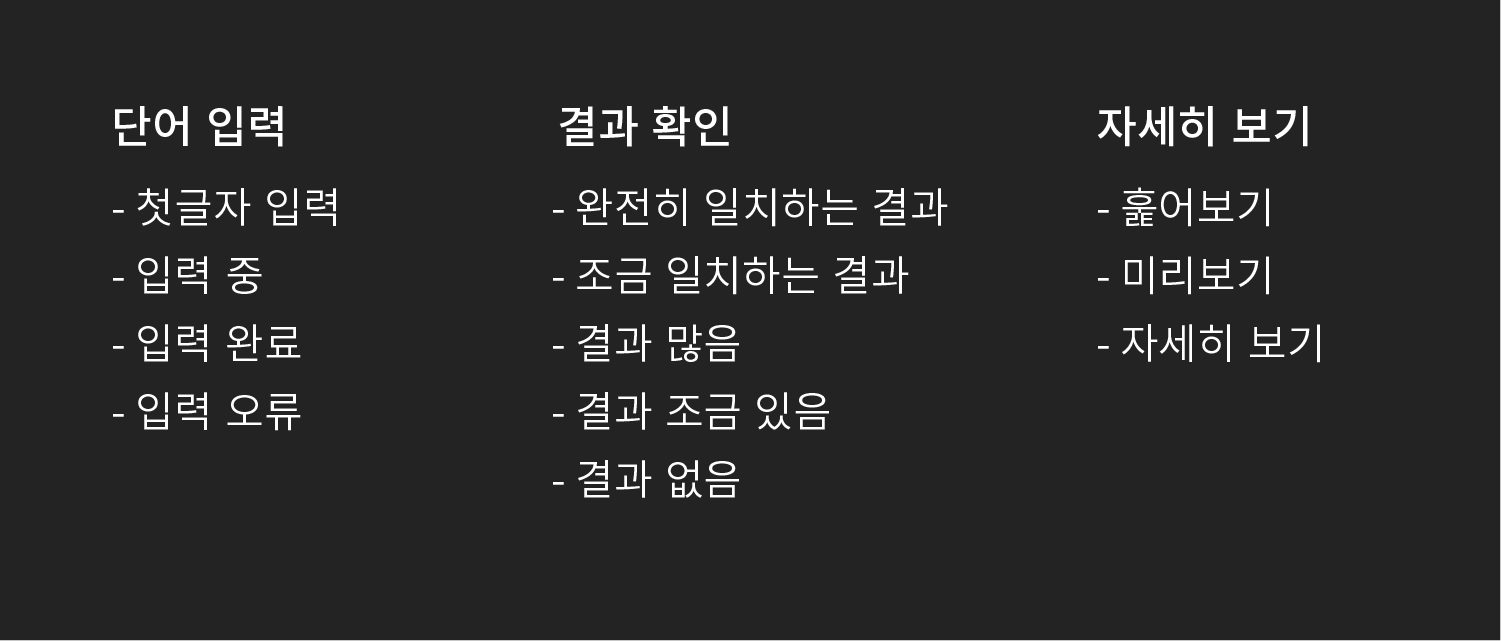 단어 입력
- 첫글자 입력
- 입력 중
- 입력 완료
- 입력 오류
결과 확인
- 완전히 일치하는 결과
- 조금 일치하는 결과
- 결과 많음
- 결과 조금 있음
- 결과 없음
자세히 보기
- 훑어보기
- 미리보기
- 자세히 보기